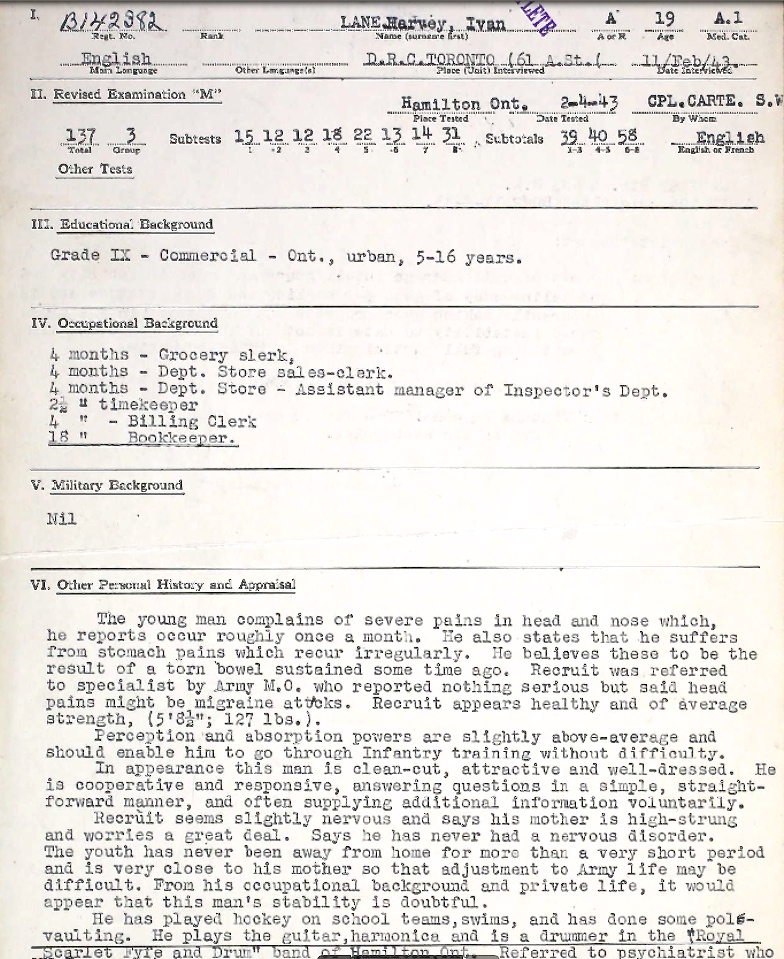 I. B142382 LANE Harvey, Ivan A 19 A.1
Regt. No. Rank Name (surname first) A or R Age Med. Cat.
English D.R.C. TORONTO (61 A.St.( 11/Feb/43.
Main Language Other Language(s) Place (Unit) Interviewed Date Interviewed
II. Revised Examination "M" Hamilton Ont. 2-4-43 CPL.CARTE. S.W
Place Tested Date Tested By Whom
137 3 Subtests 15 12 12 18 22 13 14 31 Subtotals 39 40 58 English
Total Group 1 2 3 4 5 6 7 8 1-3 4-5 6-8 English or French
Other Tests
III. Educational Background
Grade IX - Commercial - Ont., urban, 5-16 years.
IV. Occupational Background
4 months - Grocery slerk,
4 months - Dept. Store sales-clerk.
4 months - Dept. Store - Assistant manager of Inspector's Dept.
2½ " timekeeper
4 " - Billing Clerk
18 " Bookkeeper.
V. Military Background
Nil
VI. Other Personal History and Appraisal
The young man complains of severe pains in head and nose which,
he reports occur roughly once a month. He also states that he suffers
from stomach pains which recur irregularly. He believes these to be the
result of a torn bowel sustained some time ago. Recruit was referred
to specialist by Army M.O. who reported nothing serious but said head
pains might be migraine attcks. Recruit appears healthy and of average
strength, (5'8½"; 127 lbs.).
Perception and absorption powers are slightly above-average and
should enable him to go through Infantry training without difficulty.
In appearance this man is clean-cut, attractive and well-dressed. He
is cooperative and responsive, answering questions in a simple, straight-
forward manner, and often supplying additional information voluntarily.
Recruit seems slightly nervous and says his mother is high-strung
and worries a great deal. Says he has never had a nervous disorder.
The youth has never been away from home for more than a very short period
and is very close to his mother so that adjustment to Army life may be
difficult. From his occupational background and private life, it would
appear that this man's stability is doubtful.
He has played hockey on school teams,swims, and has done some pole-
vaulting. He plays the guitar,harmonica and is a drummer in the "Royal
Scarlet Fyfe and Drum" band of Hamilton Ont. Referred to psychiatrist who